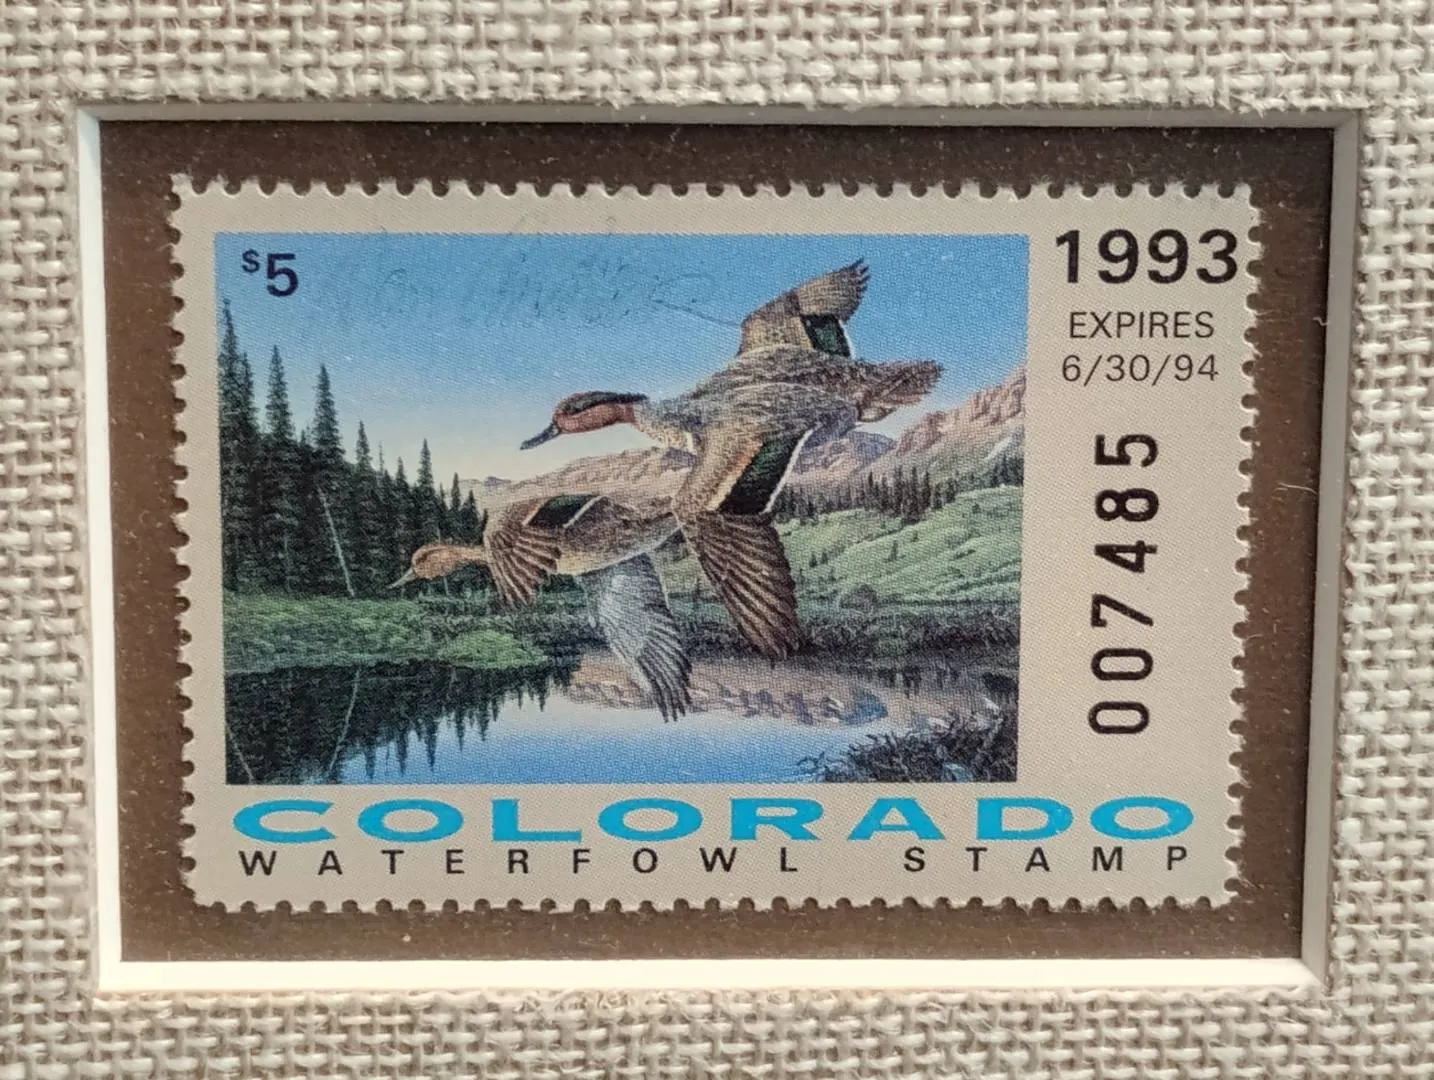 $5
1993
EXPIRES
6/30/94
007485
COLORADO
WATERFOWL STAMP